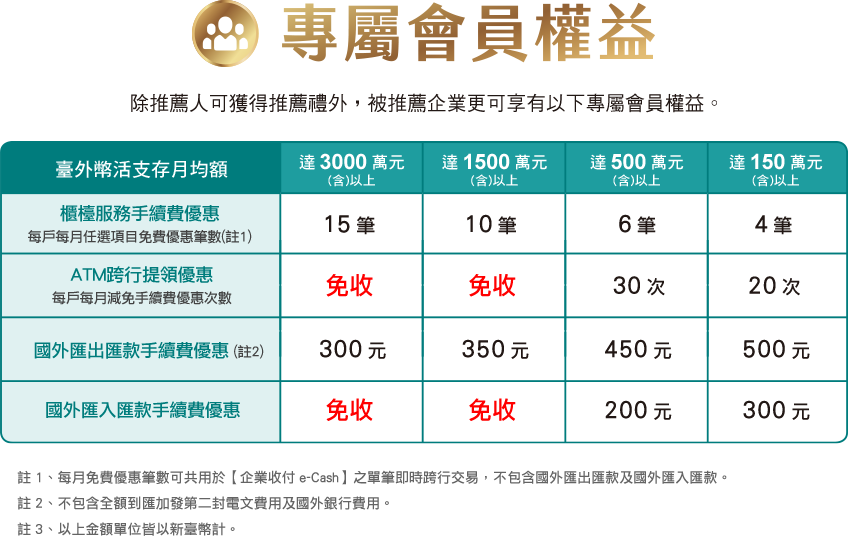 專屬會員權益
除推薦人可獲得推薦禮外，被推薦企業更可享有以下專屬會員權益。
臺外幣活支存月均額 達 3000 萬元 (含)以上 達 1500 萬元 (含)以上 達 500 萬元 (含)以上 達 150 萬元 (含)以上
櫃檯服務手續費優惠 每戶每月任選項目免費優惠筆數(註1) 15 筆 10 筆 6 筆 4 筆
ATM跨行提領優惠 每戶每月減免手續費優惠次數 免收 免收 30 次 20 次
國外匯出匯款手續費優惠 (註2) 300 元 350 元 450 元 500 元
國外匯入匯款手續費優惠 免收 免收 200 元 300 元
註 1、每月免費優惠筆數可共用於【企業收付 e-Cash】之單筆即時跨行交易，不包含國外匯出匯款及國外匯入匯款。
註 2、不包含全額到匯加發第二封電文費用及國外銀行費用。
註 3、以上金額單位皆以新臺幣計。